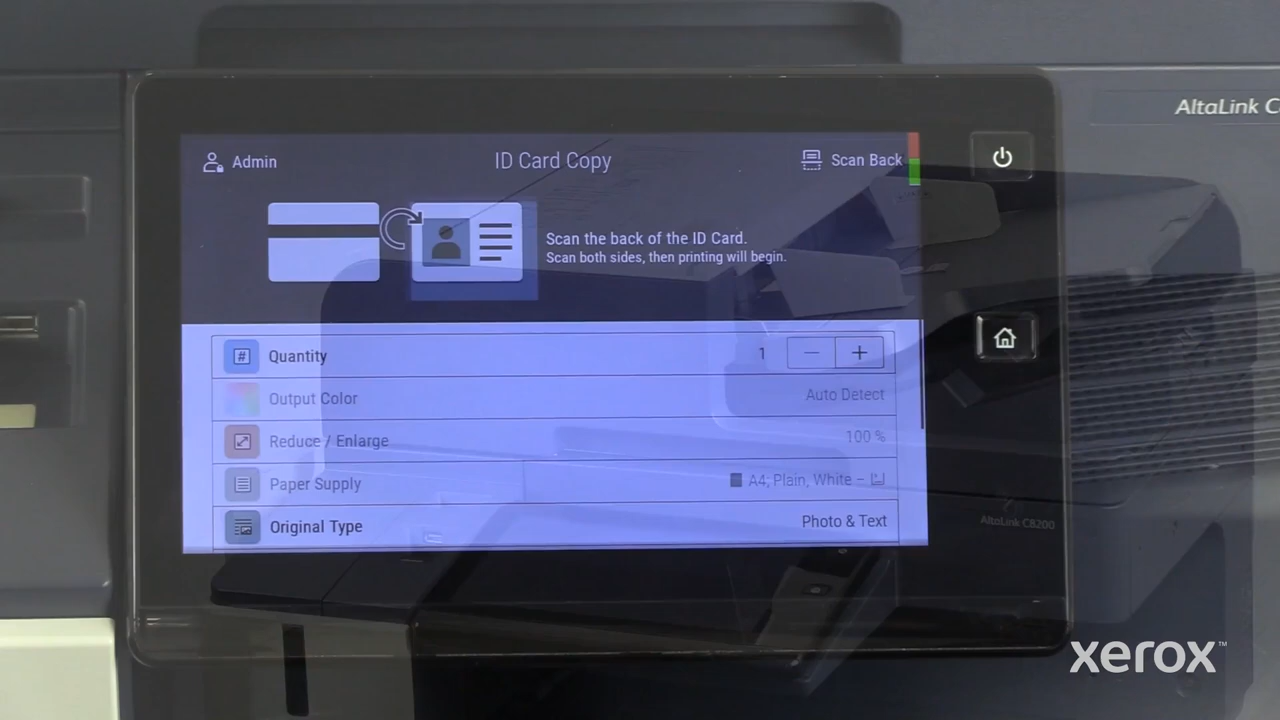 AltaLink C
Admin
ID Card Copy
Scan Back
Scan the back of the ID Card.
Scan both sides, then printing will begin.
# Quantity 1 − +
Output Color Auto Detect
Reduce / Enlarge 100 %
Paper Supply A4, Plain, White –
Original Type Photo & Text
AltaLink C8200
xerox™